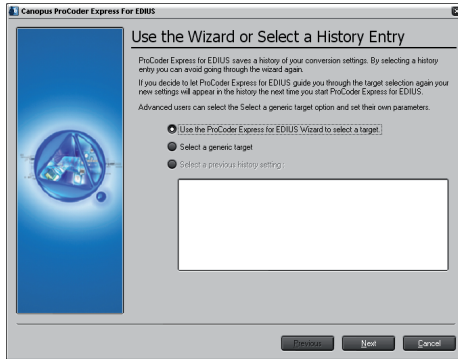 Canopus ProCoder Express For EDIUS
Use the Wizard or Select a History Entry
ProCoder Express for EDIUS saves a history of your conversion settings. By selecting a history
entry you can avoid going through the wizard again.
If you decide to let ProCoder Express for EDIUS guide you through the target selection again your
new settings will appear in the history the next time you start ProCoder Express for EDIUS.
Advanced users can select the Select a generic target option and set their own parameters.
Use the ProCoder Express for EDIUS Wizard to select a target.
Select a generic target
Select a previous history setting:
Previous Next Cancel